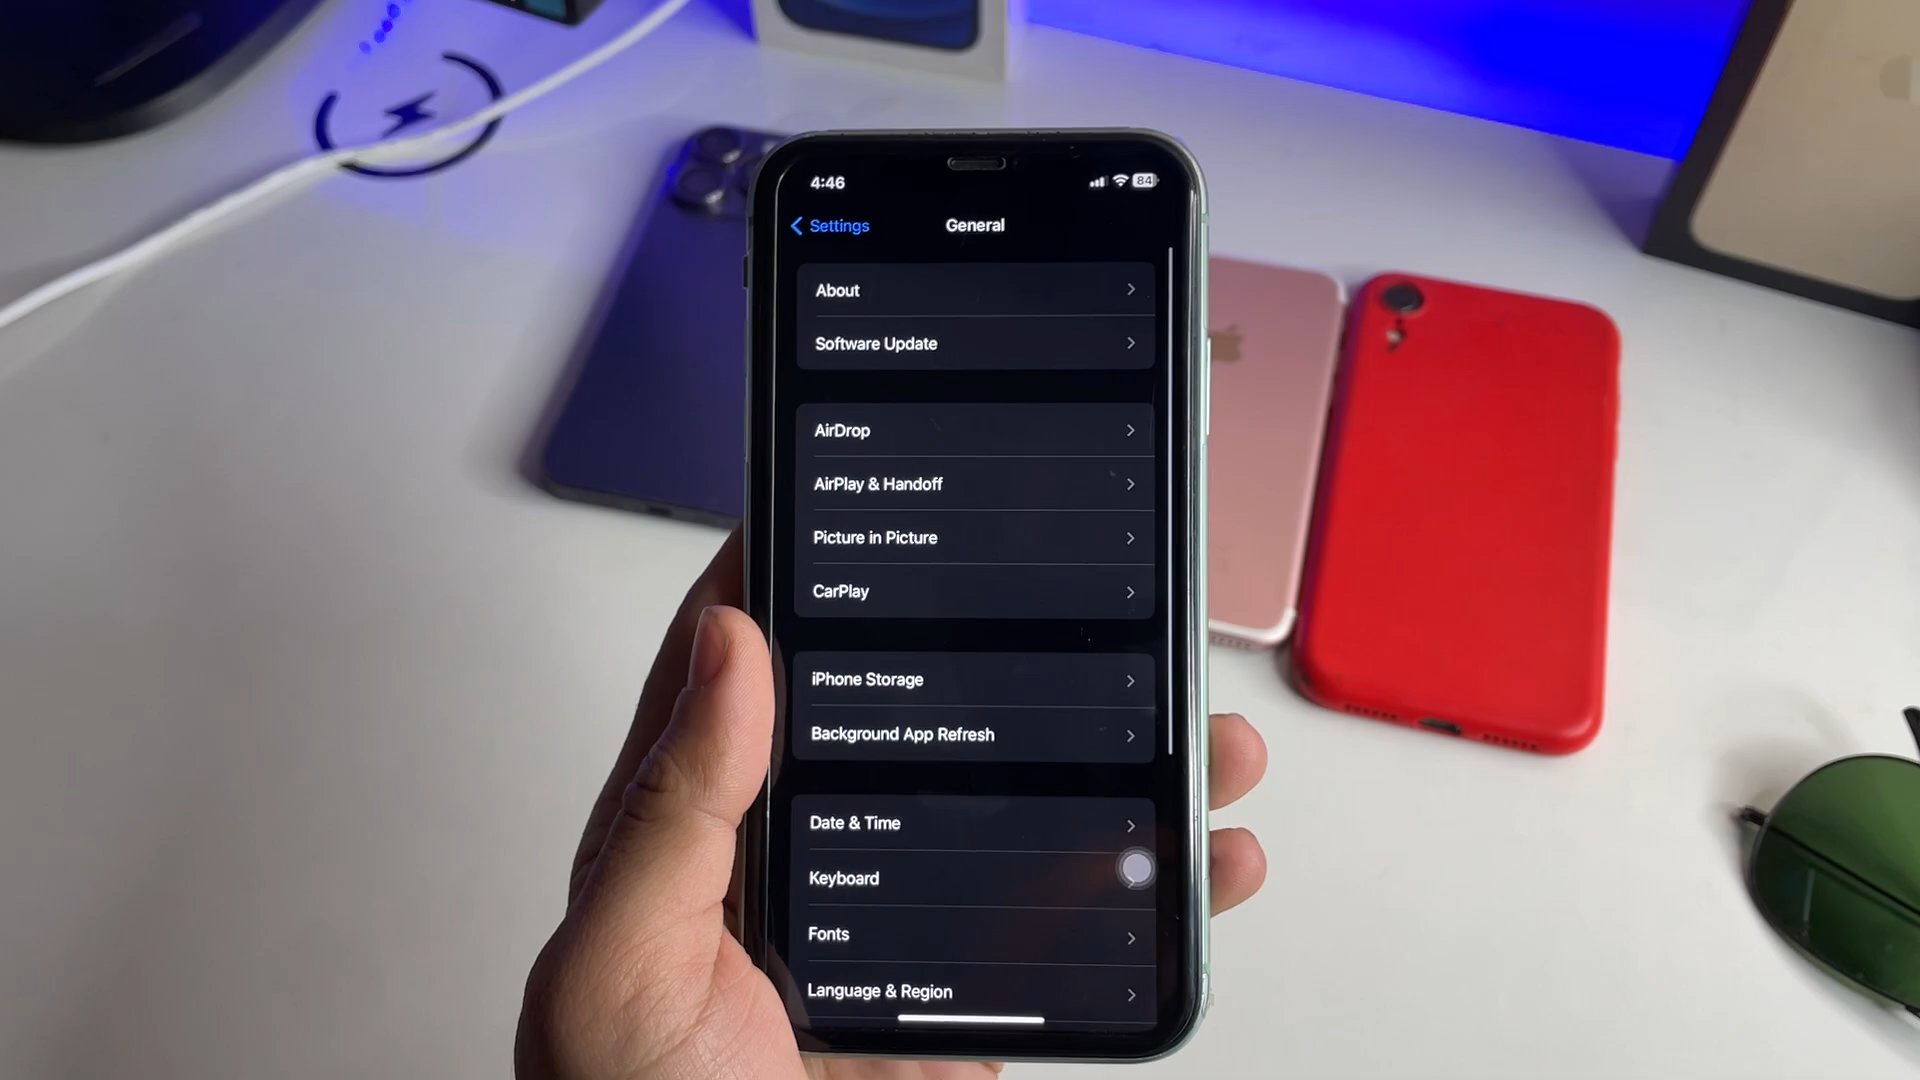 4:46
84
Settings
General
About
Software Update
AirDrop
AirPlay & Handoff
Picture in Picture
CarPlay
iPhone Storage
Background App Refresh
Date & Time
Keyboard
Fonts
Language & Region